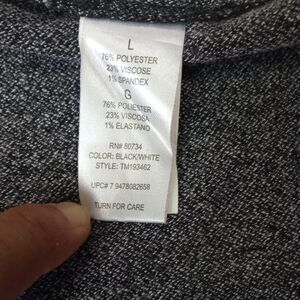 L
76% POLYESTER
23% VISCOSE
1% SPANDEX
G
76% POLIESTER
23% VISCOSA
1% ELASTANO
RN# 80734
COLOR: BLACK/WHITE
STYLE: TM193462
UPC# 7 9478082658
TURN FOR CARE